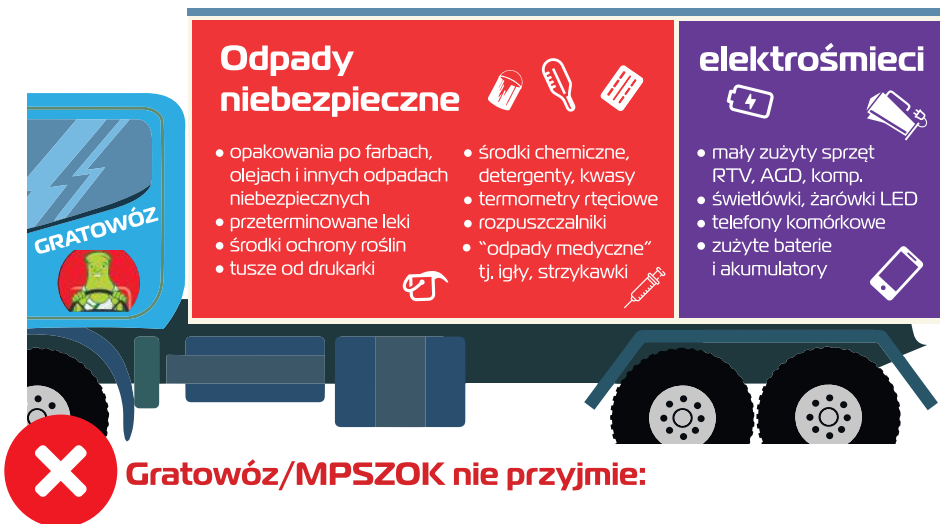 Odpady
niebezpieczne
• opakowania po farbach,
olejach i innych odpadach
niebezpiecznych
• przeterminowane leki
• środki ochrony roślin
• tusze od drukarki
• środki chemiczne,
detergenty, kwasy
• termometry rtęciowe
• rozpuszczalniki
• "odpady medyczne"
tj. igły, strzykawki
elektrośmieci
• mały zużyty sprzęt
RTV, AGD, komp.
• świetlówki, żarówki LED
• telefony komórkowe
• zużyte baterie
i akumulatory
GRATOWÓZ
Gratowóz/MPSZOK nie przyjmie: